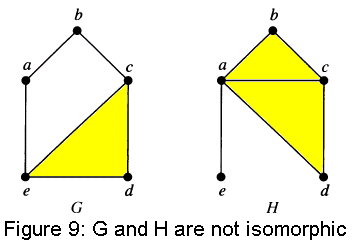 b b
a c a c
e d e d
G H
Figure 9: G and H are not isomorphic